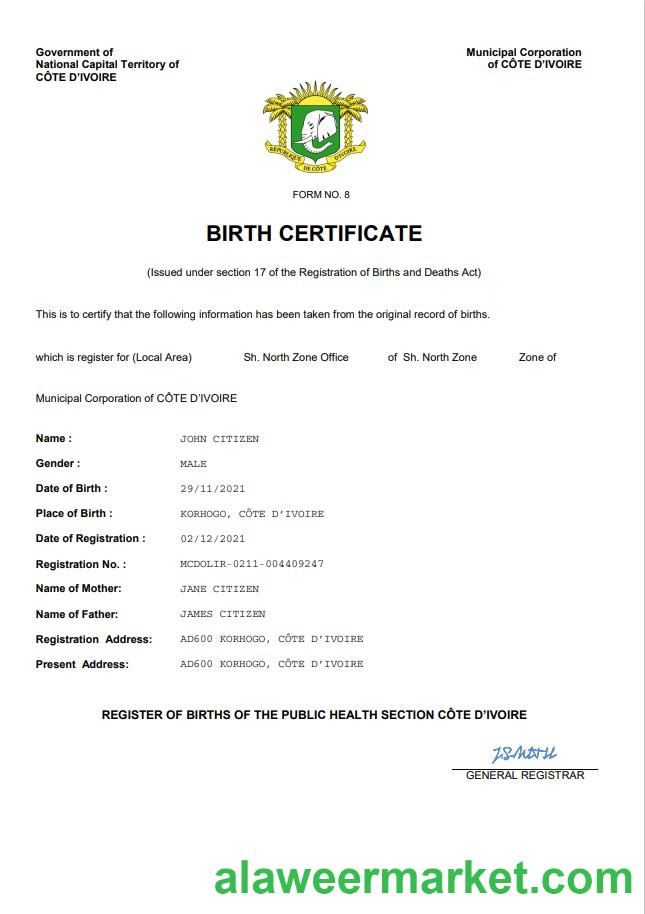 Government of
National Capital Territory of
CÔTE D'IVOIRE
Municipal Corporation
of CÔTE D'IVOIRE
RÉPUBLIQUE
DE CÔTE
D'IVOIRE
FORM NO. 8
BIRTH CERTIFICATE
(Issued under section 17 of the Registration of Births and Deaths Act)
This is to certify that the following information has been taken from the original record of births.
which is register for (Local Area) Sh. North Zone Office of Sh. North Zone Zone of
Municipal Corporation of CÔTE D'IVOIRE
Name : JOHN CITIZEN
Gender : MALE
Date of Birth : 29/11/2021
Place of Birth : KORHOGO, CÔTE D'IVOIRE
Date of Registration : 02/12/2021
Registration No. : MCDOLIR-0211-004409247
Name of Mother: JANE CITIZEN
Name of Father: JAMES CITIZEN
Registration Address: AD600 KORHOGO, CÔTE D'IVOIRE
Present Address: AD600 KORHOGO, CÔTE D'IVOIRE
REGISTER OF BIRTHS OF THE PUBLIC HEALTH SECTION CÔTE D'IVOIRE
GENERAL REGISTRAR
alaweermarket.com